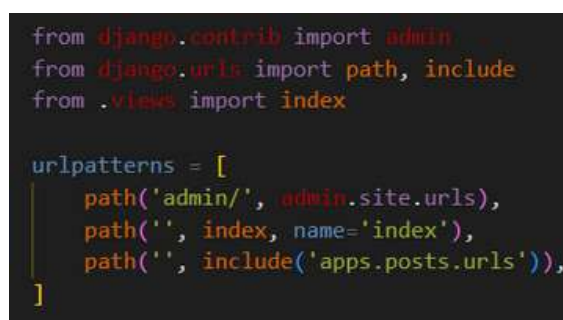 from django.contrib import admin
from django.urls import path, include
from .views import index
urlpatterns = [
path('admin/', admin.site.urls),
path('', index, name='index'),
path('', include('apps.posts.urls')),
]